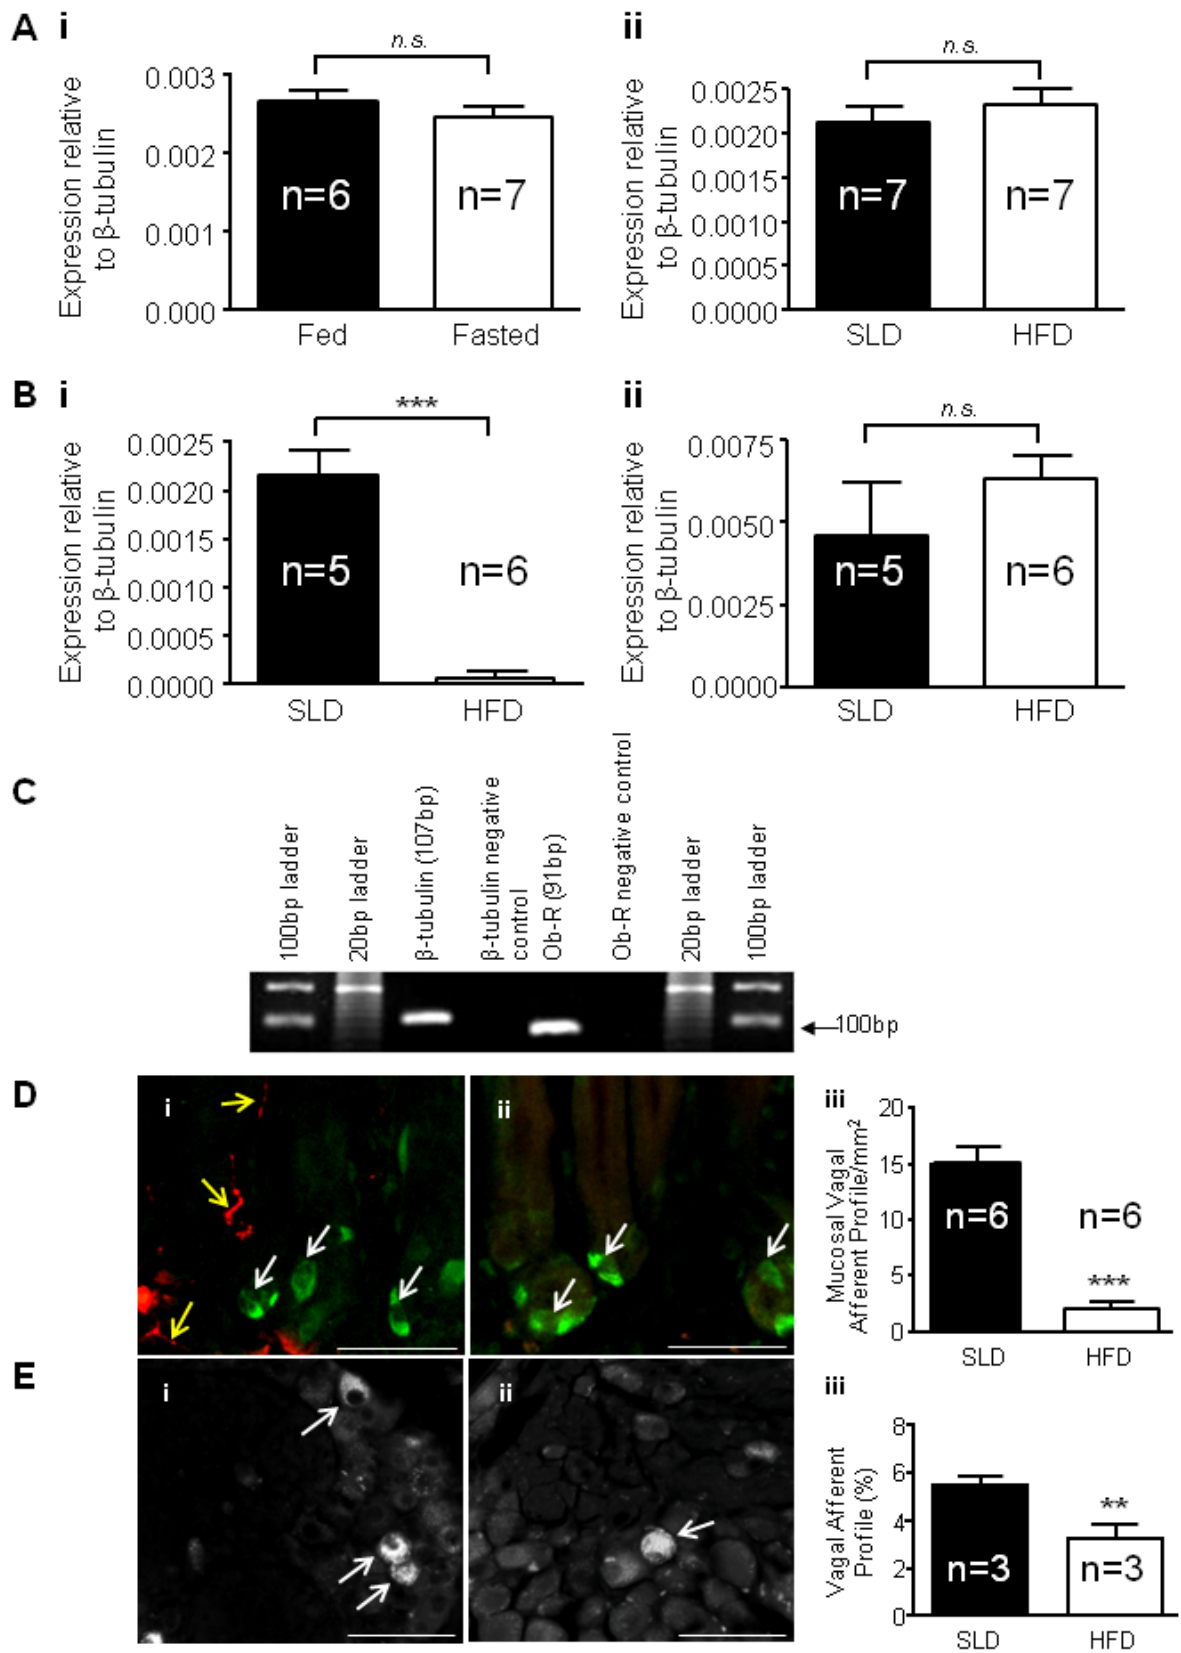 A i ii
n.s.
Expression relative
to β-tubulin
0.003
0.002
0.001
0.000
n=6
n=7
Fed
Fasted
n.s.
Expression relative
to β-tubulin
0.0025
0.0020
0.0015
0.0010
0.0005
0.0000
n=7
n=7
SLD
HFD
B i ii
***
Expression relative
to β-tubulin
0.0025
0.0020
0.0015
0.0010
0.0005
0.0000
n=5
n=6
SLD
HFD
n.s.
Expression relative
to β-tubulin
0.0075
0.0050
0.0025
0.0000
n=5
n=6
SLD
HFD
C
100bp ladder
20bp ladder
β-tubulin (107bp)
β-tubulin negative
control
Ob-R (91bp)
Ob-R negative control
20bp ladder
100bp ladder
100bp
D
i
ii
iii
Mucosal Vagal
Afferent Profile/mm²
20
15
10
5
0
n=6
n=6
***
SLD
HFD
E
i
ii
iii
Vagal Afferent
Profile (%)
8
6
4
2
0
**
n=3
n=3
SLD
HFD